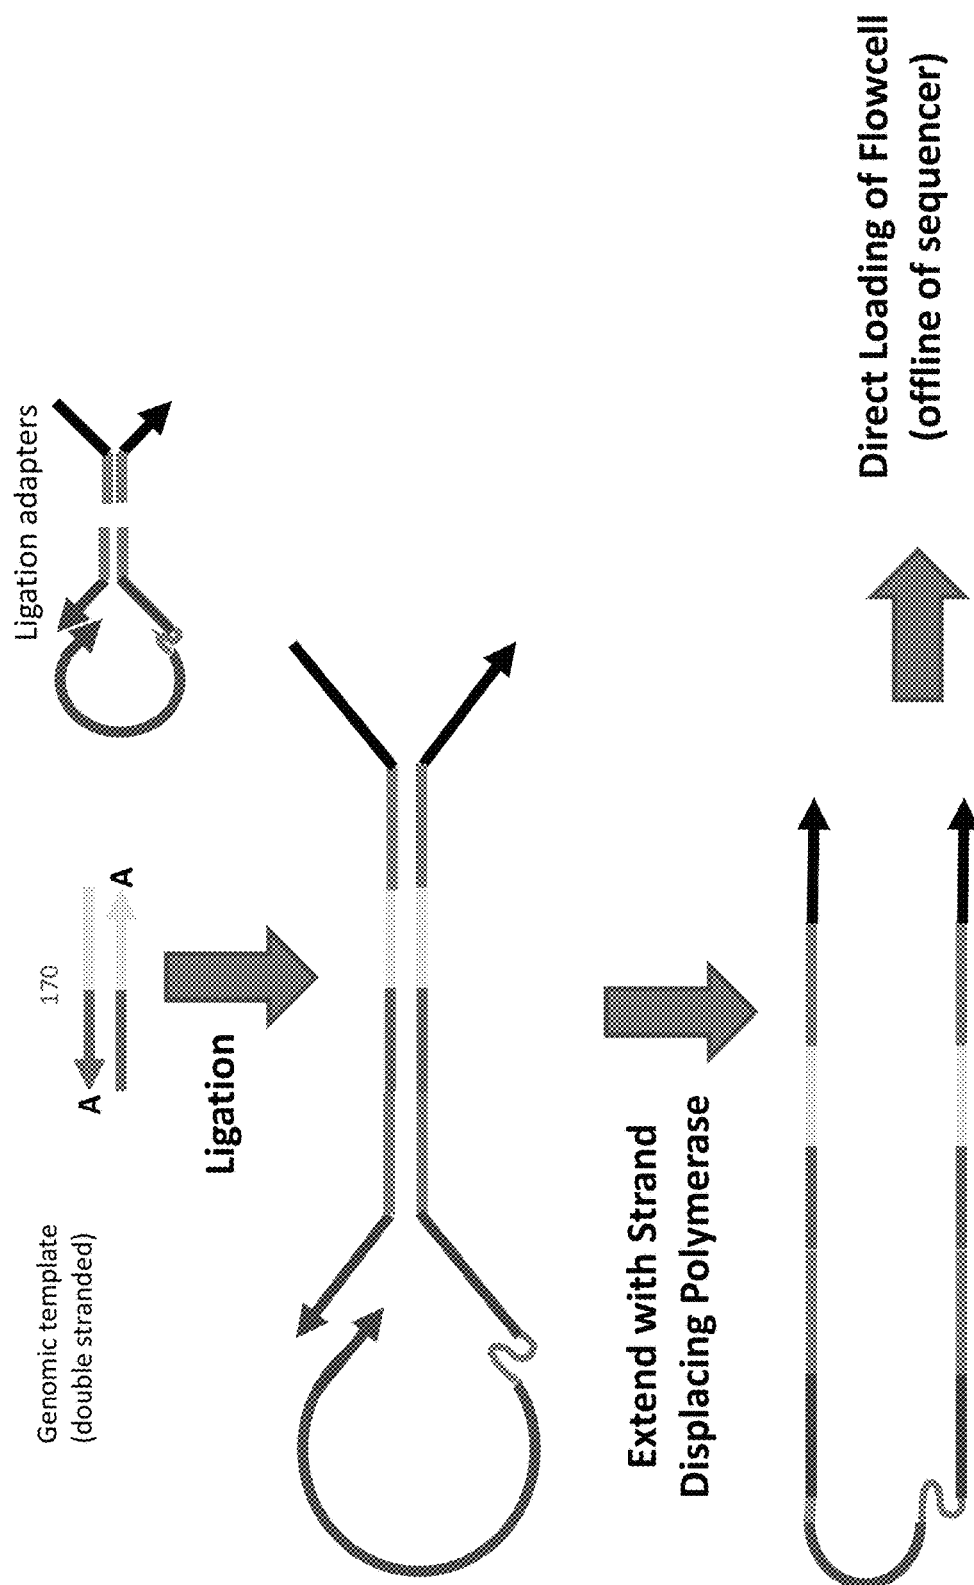 Genomic template
(double stranded)
170
A
A
Ligation adapters
Ligation
Extend with Strand
Displacing Polymerase
Direct Loading of Flowcell
(offline of sequencer)